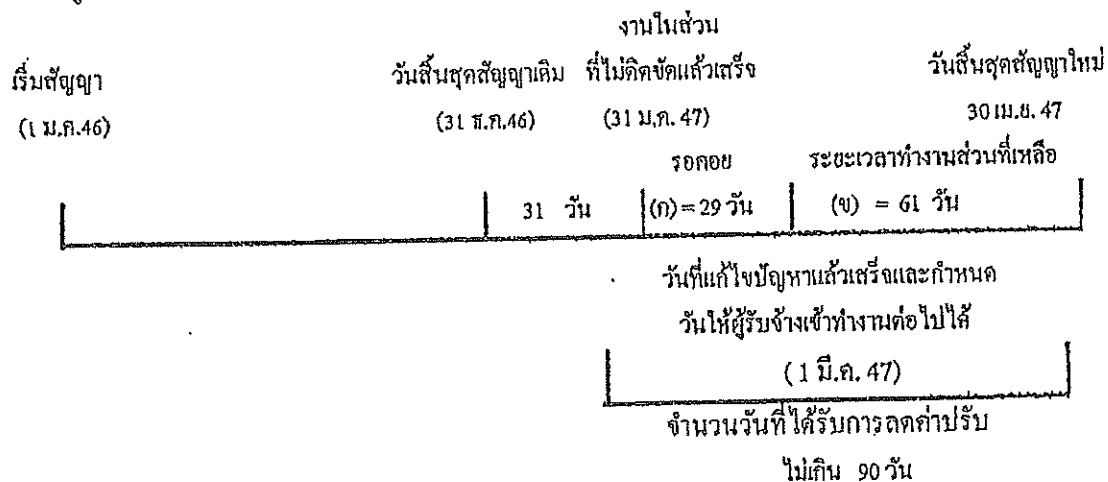 งานในส่วน
เริ่มสัญญา วันสิ้นสุดสัญญาเดิม ที่ไม่ติดขัดแล้วเสร็จ วันสิ้นสุดสัญญาใหม่
(1 ม.ค.46) (31 ธ.ค.46) (31 ม.ค. 47) 30 เม.ย. 47
รอคอย ระยะเวลาทำงานส่วนที่เหลือ
31 วัน (ก) = 29 วัน (ข) = 61 วัน
วันที่แก้ไขปัญหาแล้วเสร็จและกำหนด
วันให้ผู้รับจ้างเข้าทำงานต่อไปได้
(1 มี.ค. 47)
จำนวนวันที่ได้รับการลดค่าปรับ
ไม่เกิน 90 วัน